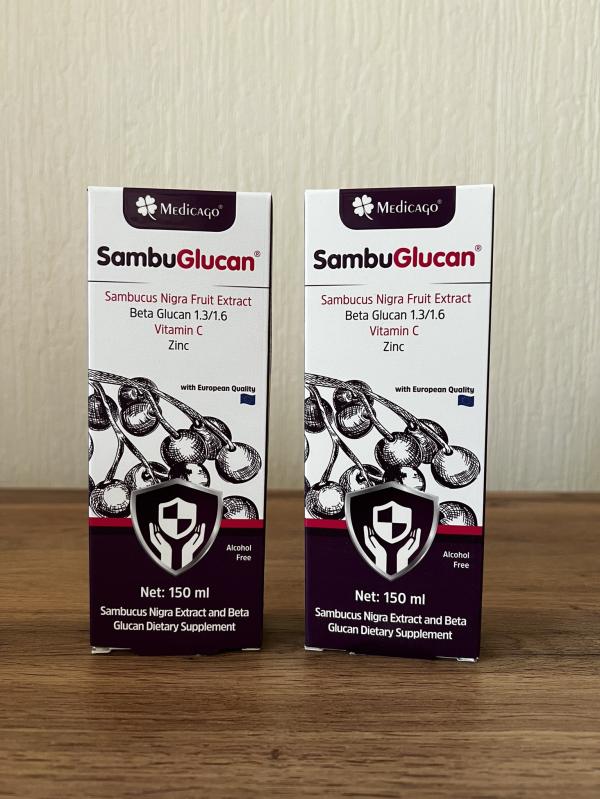 Medicago®
SambuGlucan®
Sambucus Nigra Fruit Extract
Beta Glucan 1.3/1.6
Vitamin C
Zinc
with European Quality
Alcohol
Free
Net: 150 ml
Sambucus Nigra Extract and Beta
Glucan Dietary Supplement
Medicago®
SambuGlucan®
Sambucus Nigra Fruit Extract
Beta Glucan 1.3/1.6
Vitamin C
Zinc
with European Quality
Alcohol
Free
Net: 150 ml
Sambucus Nigra Extract and Beta
Glucan Dietary Supplement